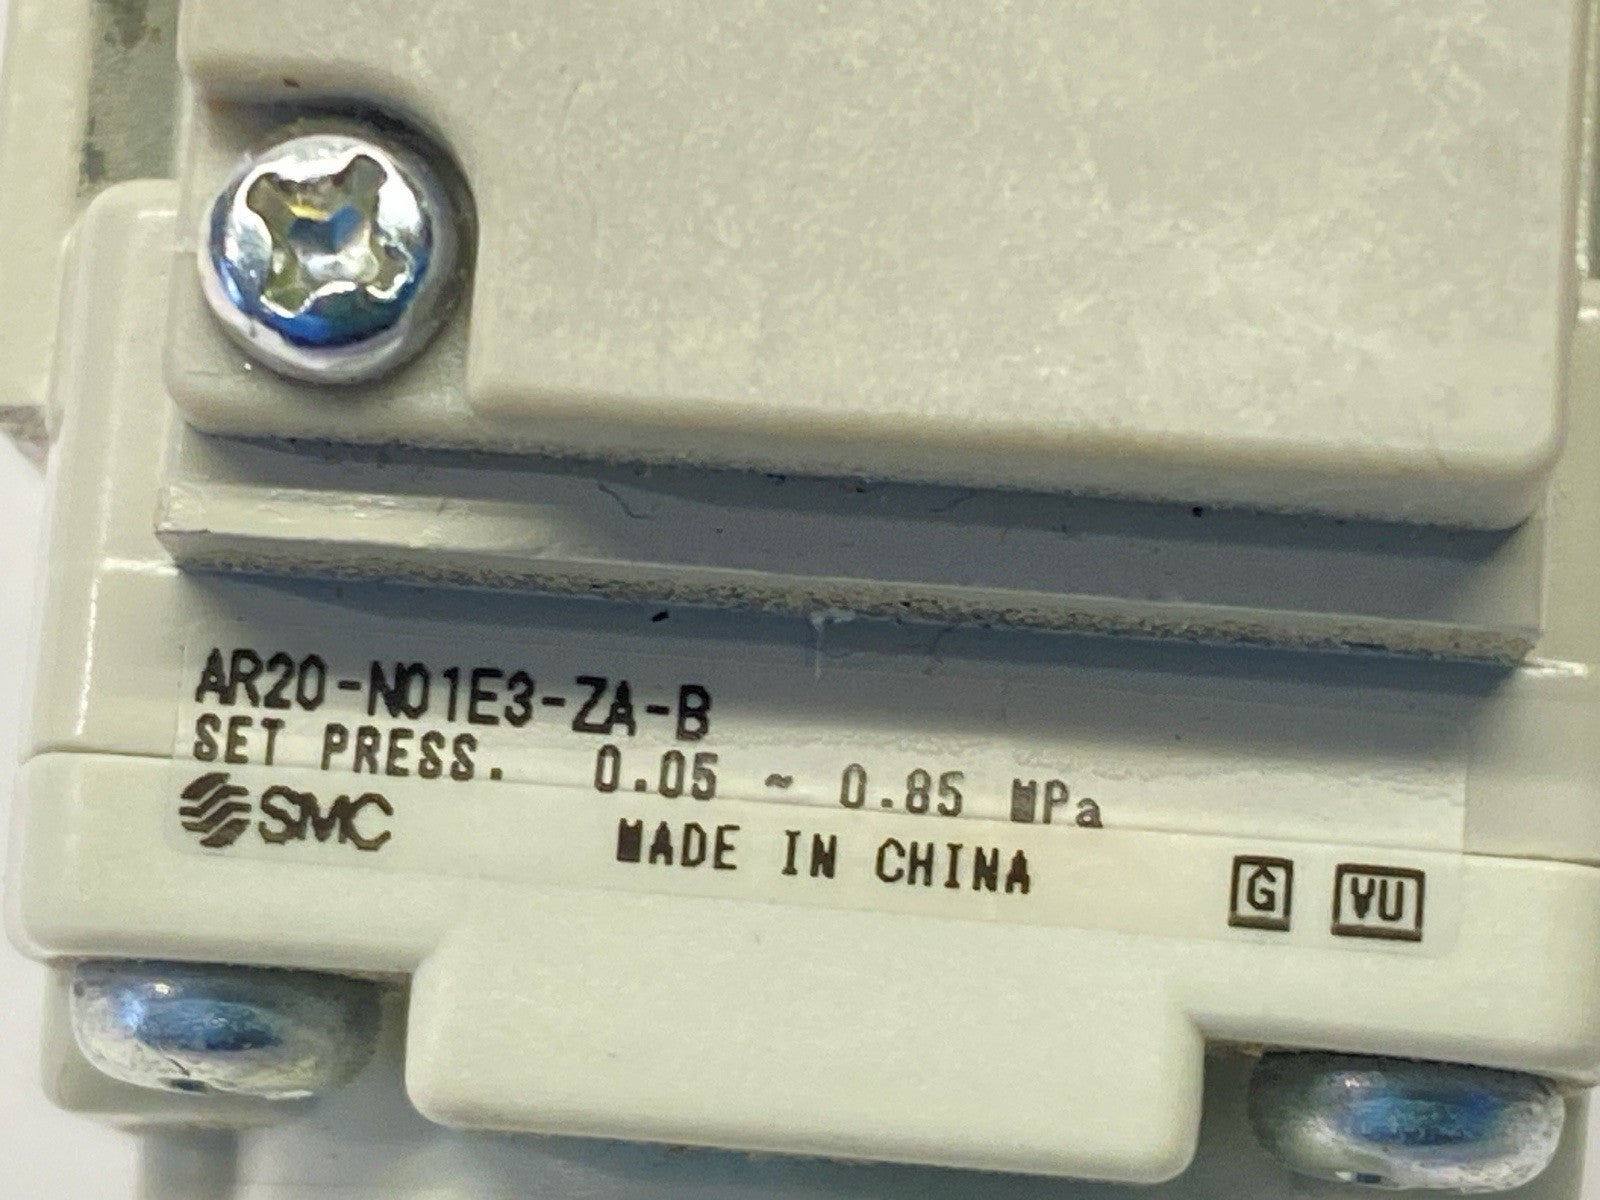 AR20-N01E3-ZA-B
SET PRESS. 0.05 ~ 0.85 MPa
SMC MADE IN CHINA G VU